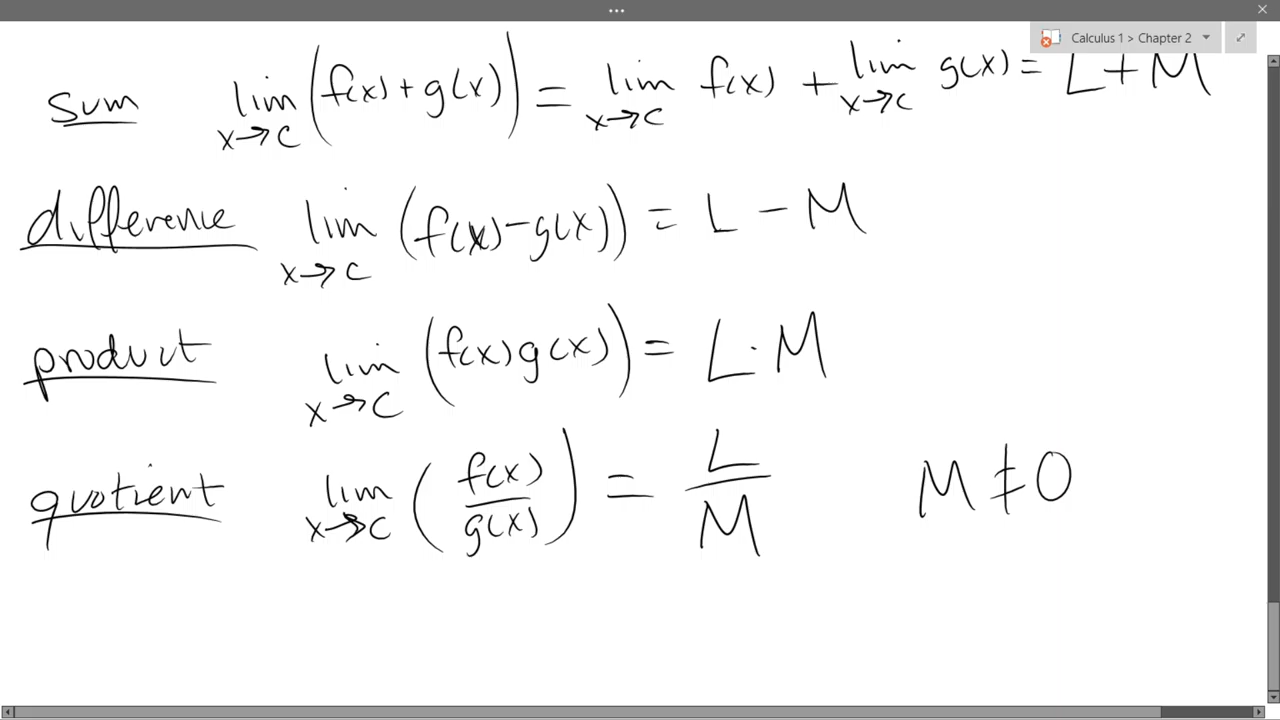 ...
Calculus 1 > Chapter 2
sum lim x→c (f(x) + g(x)) = lim x→c f(x) + lim x→c g(x) = L + M
difference lim x→c (f(x) - g(x)) = L - M
product lim x→c (f(x)g(x)) = L · M
quotient lim x→c (f(x)/g(x)) = L/M M ≠ 0